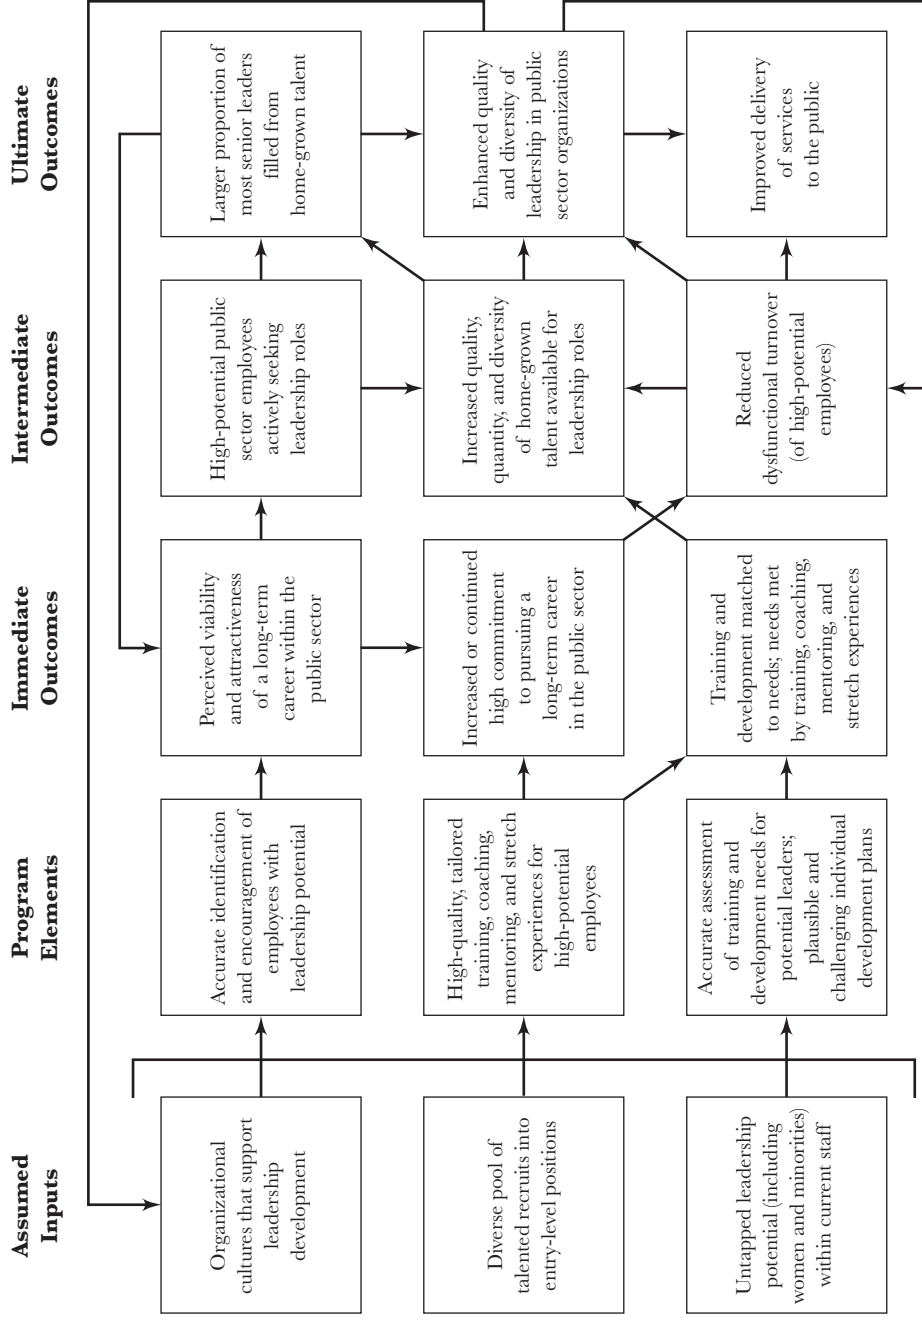 Assumed
Inputs
Program
Elements
Immediate
Outcomes
Intermediate
Outcomes
Ultimate
Outcomes
Organizational
cultures that support
leadership
development
Accurate identification
and encouragement of
employees with
leadership potential
Perceived viability
and attractiveness
of a long-term
career within the
public sector
High-potential public
sector employees
actively seeking
leadership roles
Larger proportion of
most senior leaders
filled from
home-grown talent
Diverse pool of
talented recruits into
entry-level positions
High-quality, tailored
training, coaching,
mentoring, and stretch
experiences for
high-potential
employees
Increased or continued
high commitment
to pursuing a
long-term career
in the public sector
Increased quality,
quantity, and diversity
of home-grown
talent available for
leadership roles
Enhanced quality
and diversity of
leadership in public
sector organizations
Untapped leadership
potential (including
women and minorities)
within current staff
Accurate assessment
of training and
development needs for
potential leaders;
plausible and
challenging individual
development plans
Training and
development matched
to needs; needs met
by training, coaching,
mentoring, and
stretch experiences
Reduced
dysfunctional turnover
(of high-potential
employees)
Improved delivery
of services
to the public